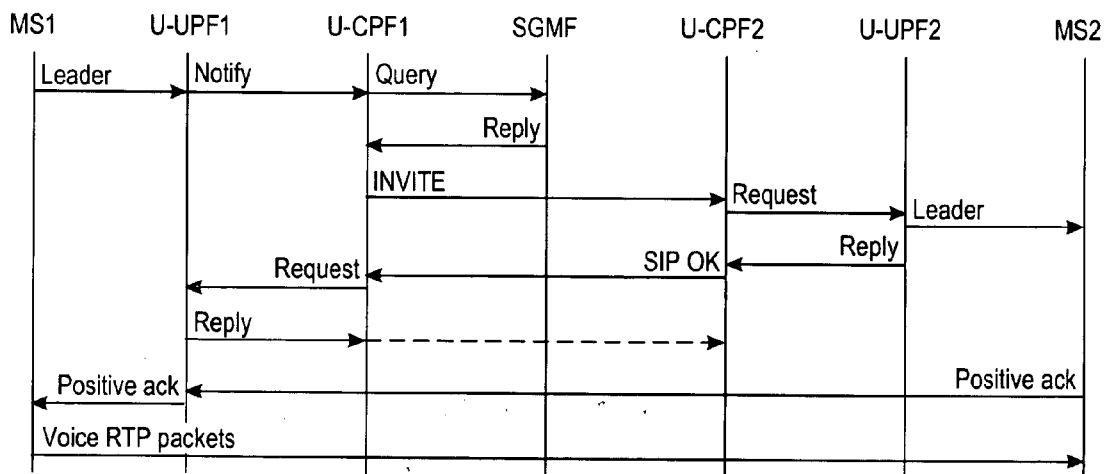 MS1 U-UPF1 U-CPF1 SGMF U-CPF2 U-UPF2 MS2
Leader Notify Query
Reply
INVITE
Request
Leader
Reply
SIP OK
Request
Reply
Positive ack
Positive ack
Voice RTP packets